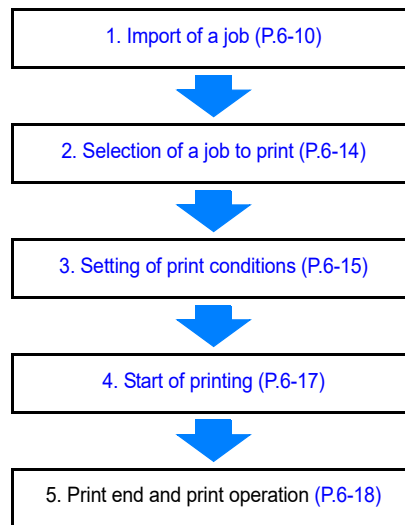 1. Import of a job (P.6-10)
2. Selection of a job to print (P.6-14)
3. Setting of print conditions (P.6-15)
4. Start of printing (P.6-17)
5. Print end and print operation (P.6-18)